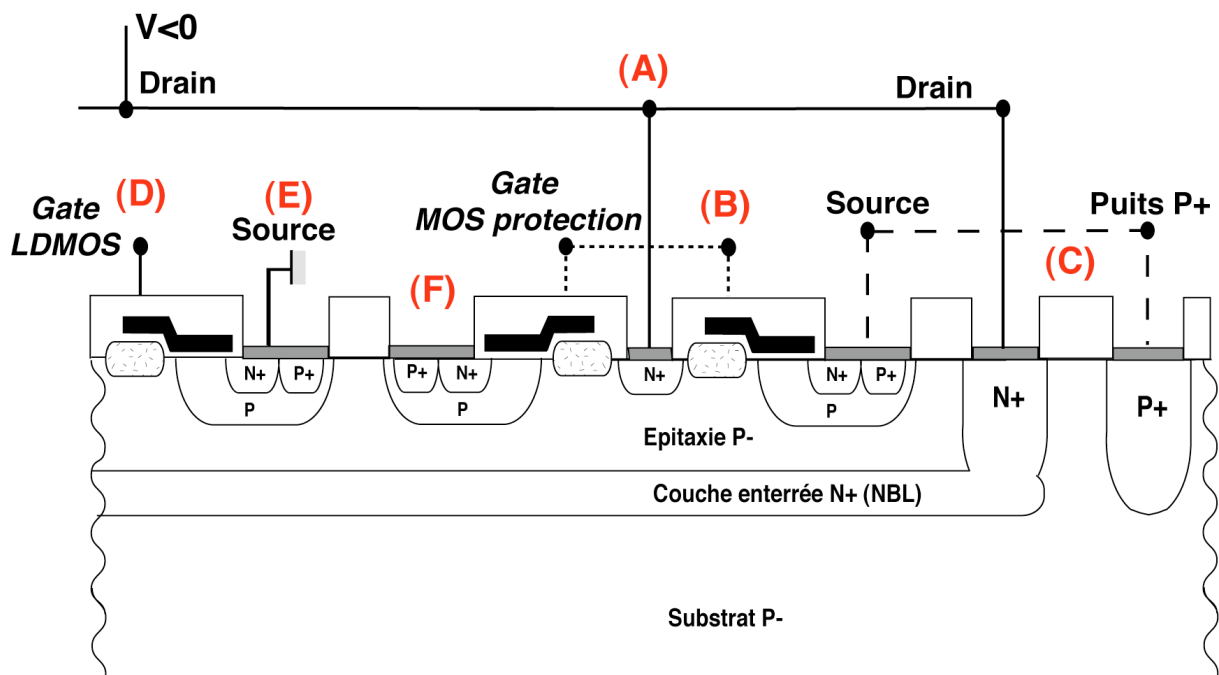 V<0
Drain
(A)
Drain
(D)
Gate
LDMOS
(E)
Source
Gate
MOS protection
(B)
Source
Puits P+
(C)
(F)
N+
P+
P
P+
N+
P
N+
N+
P+
P
N+
P+
Epitaxie P-
Couche enterrée N+ (NBL)
Substrat P-